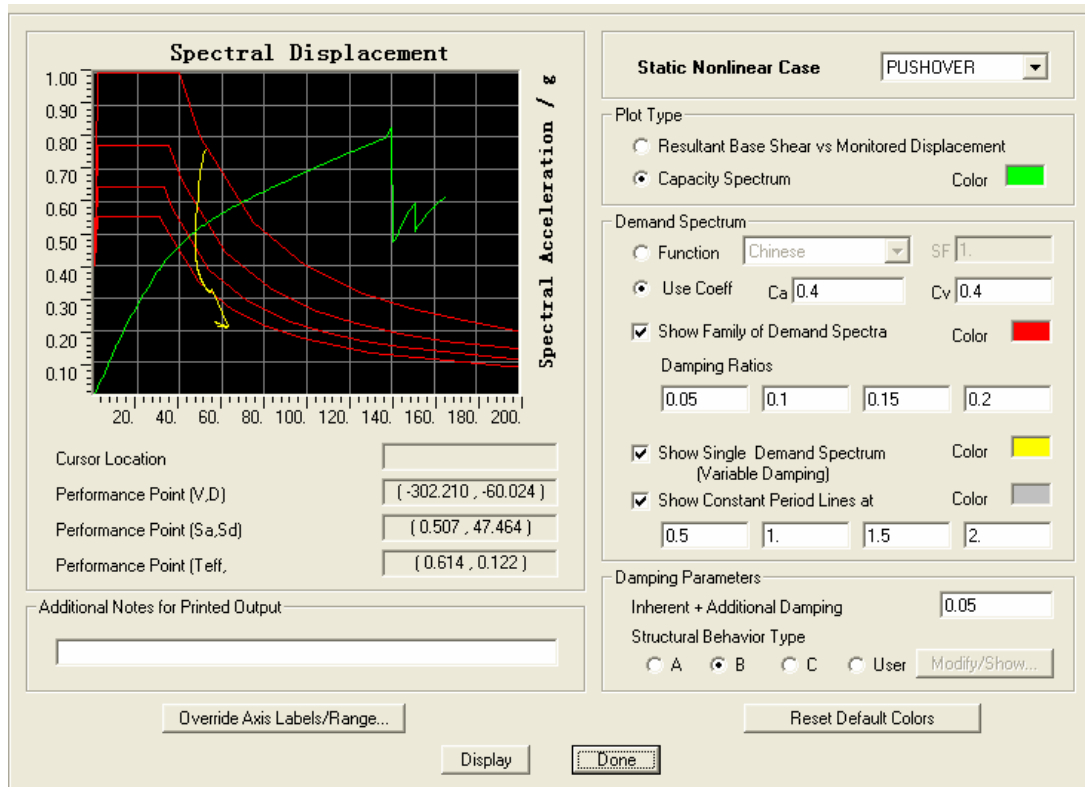 Spectral Displacement
1.00
0.90
0.80
0.70
0.60
0.50
0.40
0.30
0.20
0.10
20. 40. 60. 80. 100. 120. 140. 160. 180. 200.
Spectral Acceleration / g
Cursor Location
Performance Point (V,D) (-302.210 , -60.024 )
Performance Point (Sa,Sd) ( 0.507 , 47.464 )
Performance Point (Teff, ( 0.614 , 0.122 )
Additional Notes for Printed Output
Override Axis Labels/Range...
Static Nonlinear Case PUSHOVER
Plot Type
Resultant Base Shear vs Monitored Displacement
Capacity Spectrum Color
Demand Spectrum
Function Chinese SF 1.
Use Coeff Ca 0.4 Cv 0.4
Show Family of Demand Spectra Color
Damping Ratios
0.05 0.1 0.15 0.2
Show Single Demand Spectrum Color
(Variable Damping)
Show Constant Period Lines at Color
0.5 1. 1.5 2.
Damping Parameters
Inherent + Additional Damping 0.05
Structural Behavior Type
A B C User Modify/Show...
Reset Default Colors
Display Done